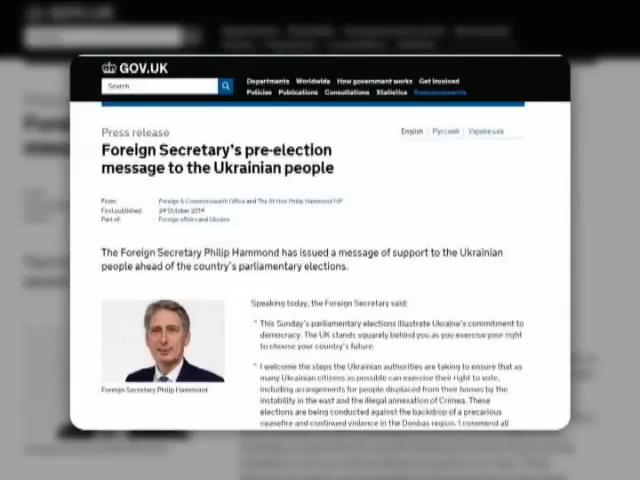 GOV.UK
Search
Departments Worldwide How government works Get Involved
Policies Publications Consultations Statistics Announcements
Press release
English | Русский | Українська
Foreign Secretary's pre-election
message to the Ukrainian people
From: Foreign & Commonwealth Office and The Rt Hon Philip Hammond MP
First published: 24 October 2014
Part of: Foreign affairs and Ukraine
The Foreign Secretary Philip Hammond has issued a message of support to the Ukrainian
people ahead of the country's parliamentary elections.
Speaking today, the Foreign Secretary said:
" This Sunday's parliamentary elections illustrate Ukraine's commitment to
democracy. The UK stands squarely behind you as you exercise your right
to choose your country's future.
" I welcome the steps the Ukrainian authorities are taking to ensure that as
many Ukrainian citizens as possible can exercise their right to vote,
including arrangements for people displaced from their homes by the
instability in the east and the illegal annexation of Crimea. These
elections are being conducted against the backdrop of a precarious
ceasefire and continued violence in the Donbas region. I commend all
Foreign Secretary Philip Hammond